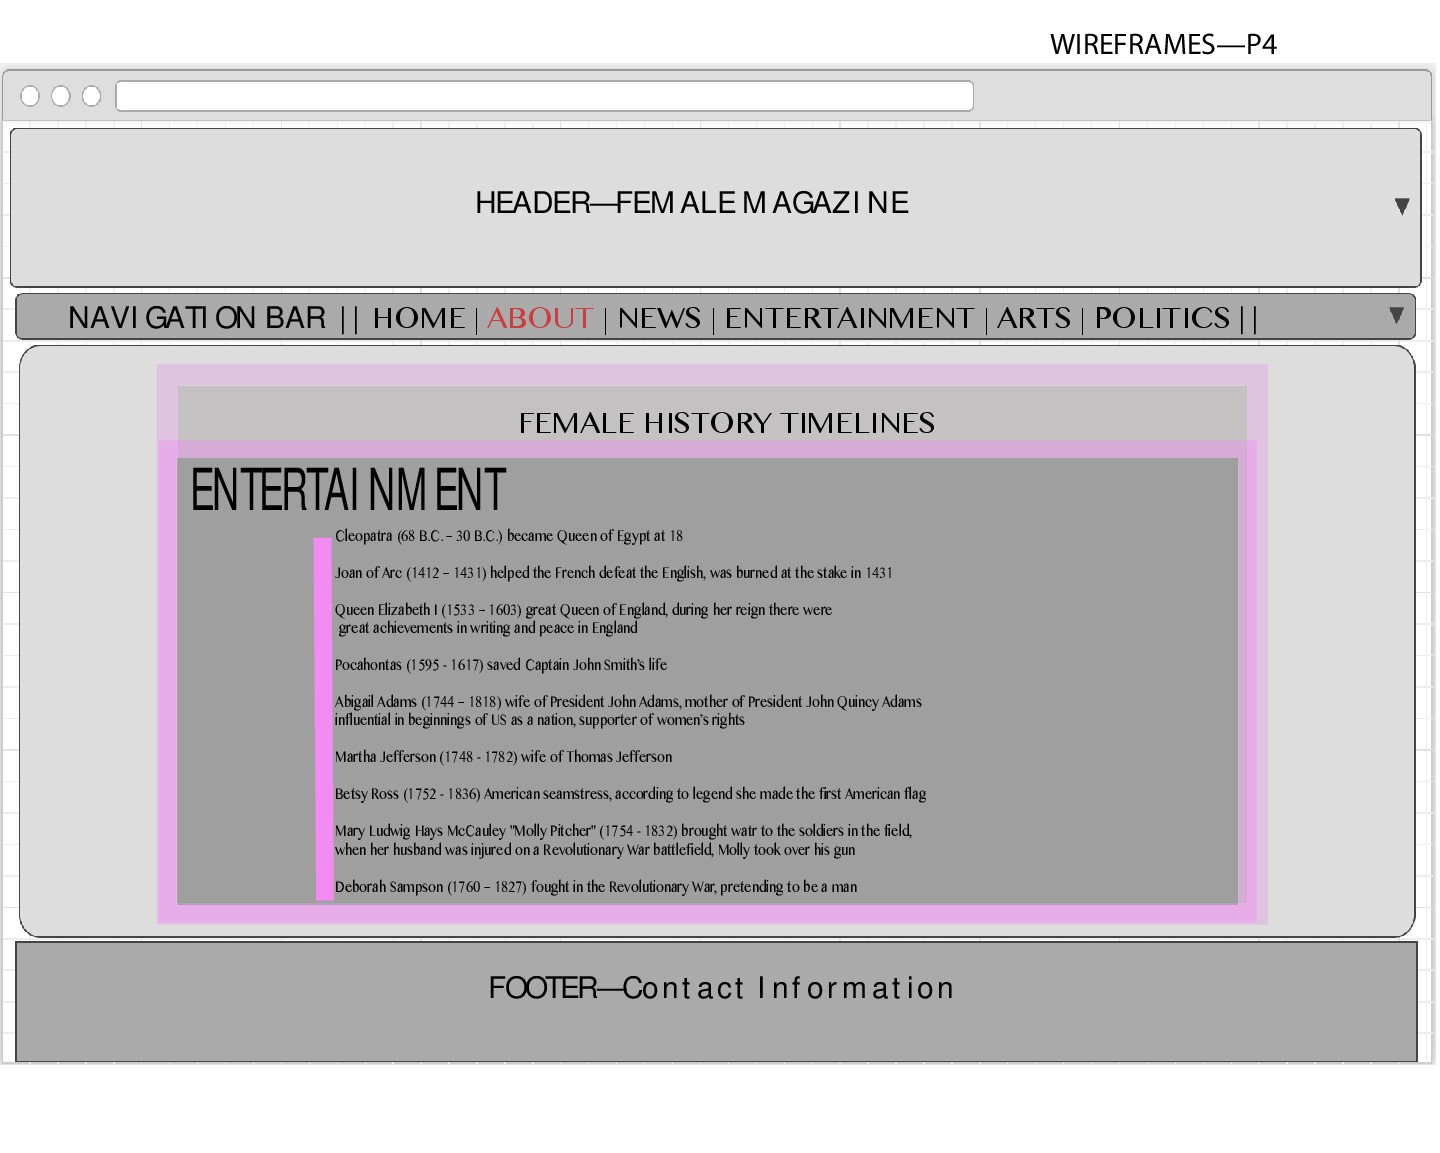 WIREFRAMES—P4
HEADER—FEMALE MAGAZINE
NAVIGATION BAR || HOME | ABOUT | NEWS | ENTERTAINMENT | ARTS | POLITICS ||
FEMALE HISTORY TIMELINES
ENTERTAINMENT
Cleopatra (68 B.C. – 30 B.C.) became Queen of Egypt at 18
Joan of Arc (1412 – 1431) helped the French defeat the English, was burned at the stake in 1431
Queen Elizabeth I (1533 – 1603) great Queen of England, during her reign there were
great achievements in writing and peace in England
Pocahontas (1595 - 1617) saved Captain John Smith's life
Abigail Adams (1744 – 1818) wife of President John Adams, mother of President John Quincy Adams
influential in beginnings of US as a nation, supporter of women's rights
Martha Jefferson (1748 - 1782) wife of Thomas Jefferson
Betsy Ross (1752 - 1836) American seamstress, according to legend she made the first American flag
Mary Ludwig Hays McCauley "Molly Pitcher" (1754 - 1832) brought watr to the soldiers in the field,
when her husband was injured on a Revolutionary War battlefield, Molly took over his gun
Deborah Sampson (1760 – 1827) fought in the Revolutionary War, pretending to be a man
FOOTER—Contact Information